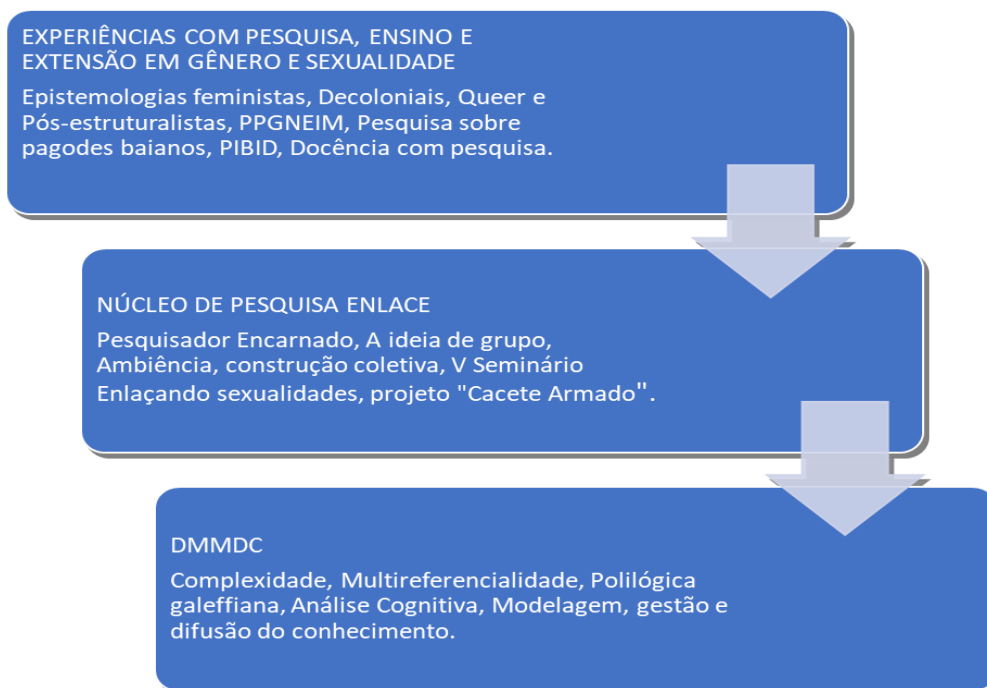 EXPERIÊNCIAS COM PESQUISA, ENSINO E
EXTENSÃO EM GÊNERO E SEXUALIDADE
Epistemologias feministas, Decoloniais, Queer e
Pós-estruturalistas, PPGNEIM, Pesquisa sobre
pagodes baianos, PIBID, Docência com pesquisa.
NÚCLEO DE PESQUISA ENLACE
Pesquisador Encarnado, A ideia de grupo,
Ambiência, construção coletiva, V Seminário
Enlaçando sexualidades, projeto "Cacete Armado".
DMMDC
Complexidade, Multireferencialidade, Polilógica
galeffiana, Análise Cognitiva, Modelagem, gestão e
difusão do conhecimento.